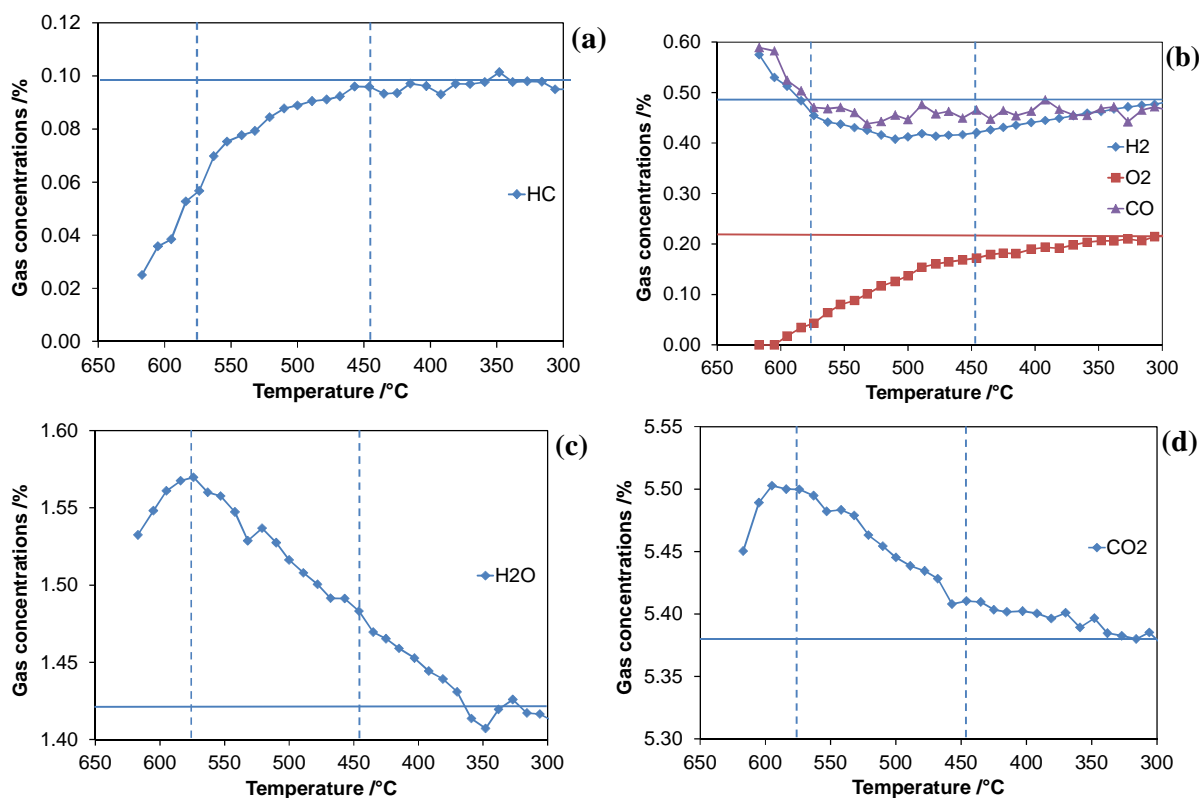 (a)
Gas concentrations /%
0.12
0.10
0.08
0.06
0.04
0.02
0.00
HC
650 600 550 500 450 400 350 300
Temperature /°C
(b)
Gas concentrations /%
0.60
0.50
0.40
0.30
0.20
0.10
0.00
H2
O2
CO
650 600 550 500 450 400 350 300
Temperature /°C
(c)
Gas concentrations /%
1.60
1.55
1.50
1.45
1.40
H2O
650 600 550 500 450 400 350 300
Temperature /°C
(d)
Gas concentrations /%
5.55
5.50
5.45
5.40
5.35
5.30
CO2
650 600 550 500 450 400 350 300
Temperature /°C